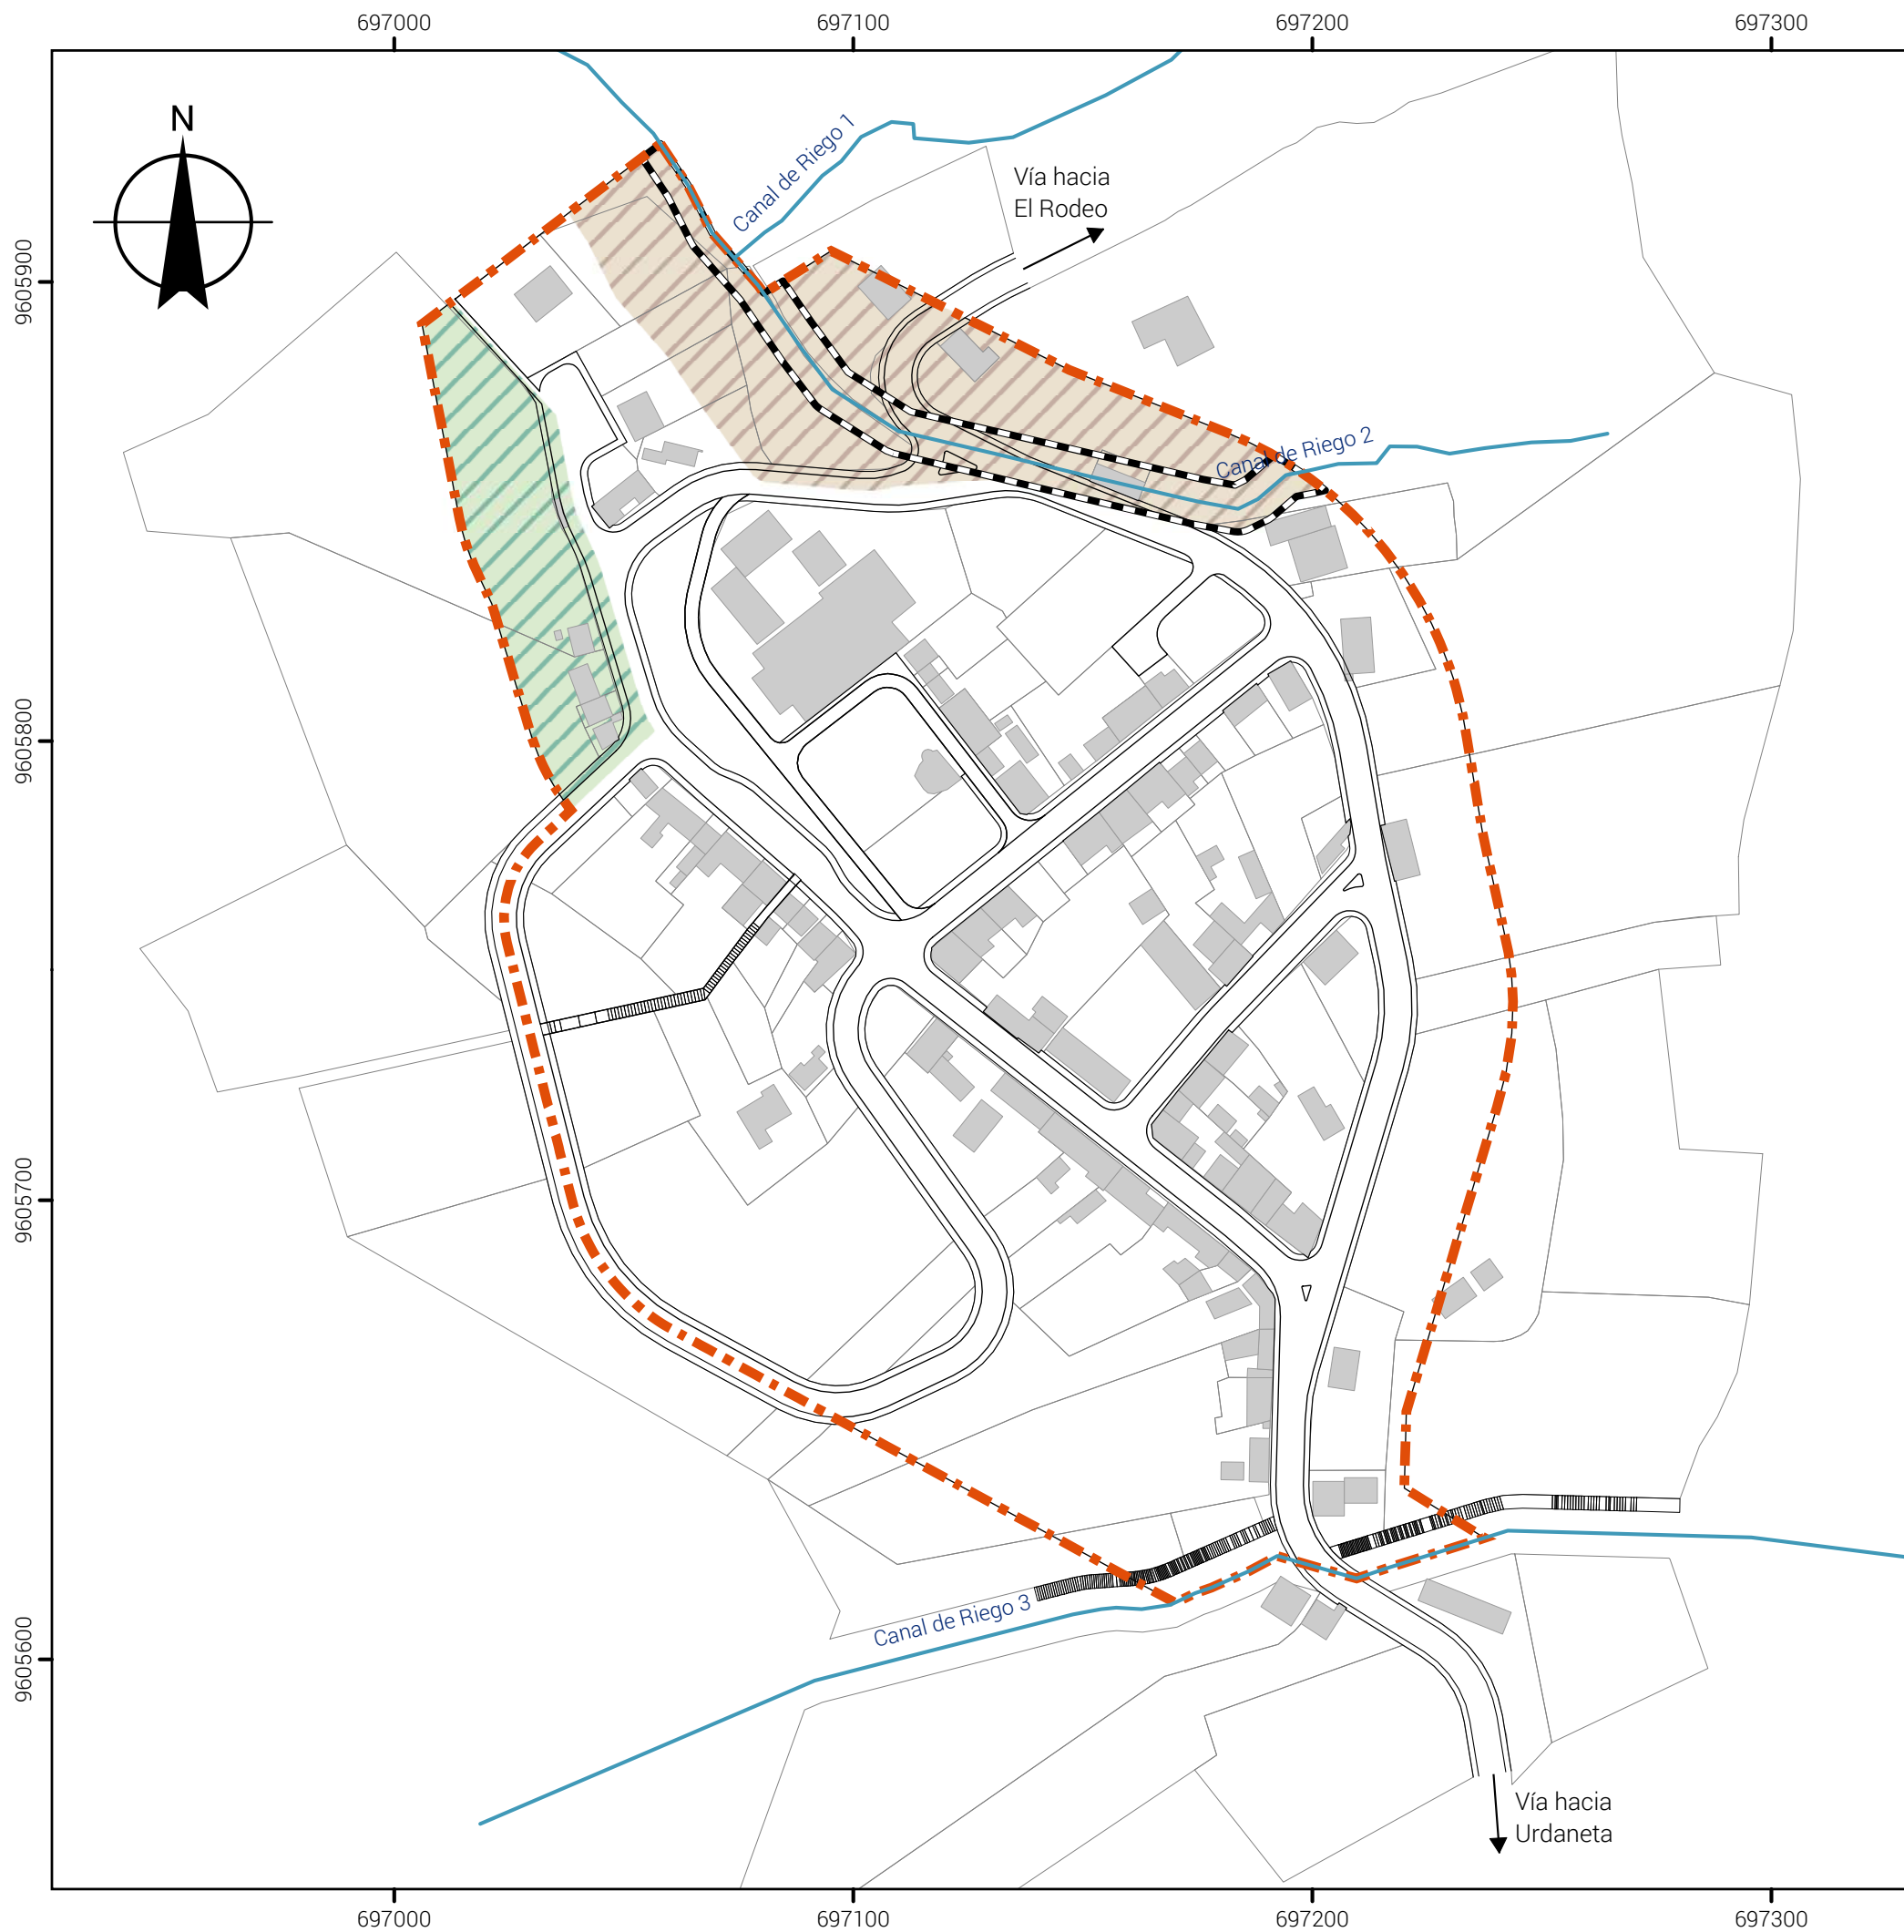 697000
697100
697200
697300
N
Canal de Riego 1
Vía hacia
El Rodeo
9605900
Canal de Riego 2
9605800
9605700
Canal de Riego 3
9605600
Vía hacia
Urdaneta
697000
697100
697200
697300